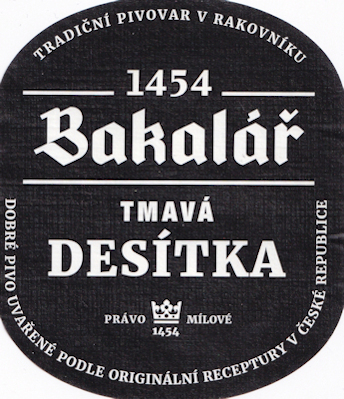 TRADIČNÍ PIVOVAR V RAKOVNÍKU
1454
Bakalář
TMAVÁ
DESÍTKA
PRÁVO MÍLOVÉ
1454
DOBRÉ PIVO UVAŘENÉ PODLE ORIGINÁLNÍ RECEPTURY V ČESKÉ REPUBLICE